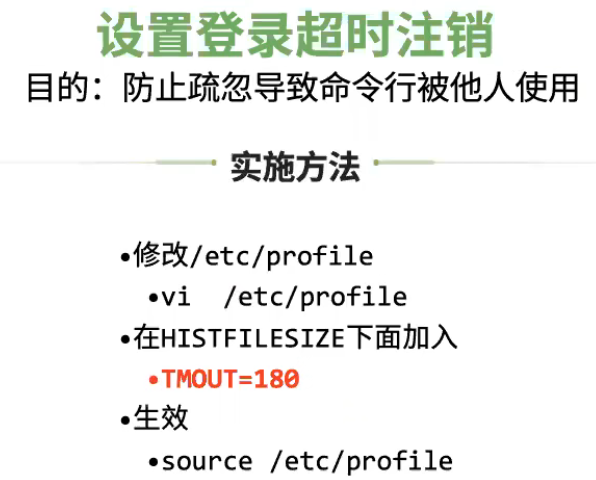 设置登录超时注销
目的：防止疏忽导致命令行被他人使用
实施方法
•修改/etc/profile
•vi  /etc/profile
•在HISTFILESIZE下面加入
•TMOUT=180
•生效
•source /etc/profile